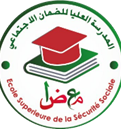 المدرسة العليا للضمان الاجتماعي
Ecole Superieure de la Sécurité Sociale